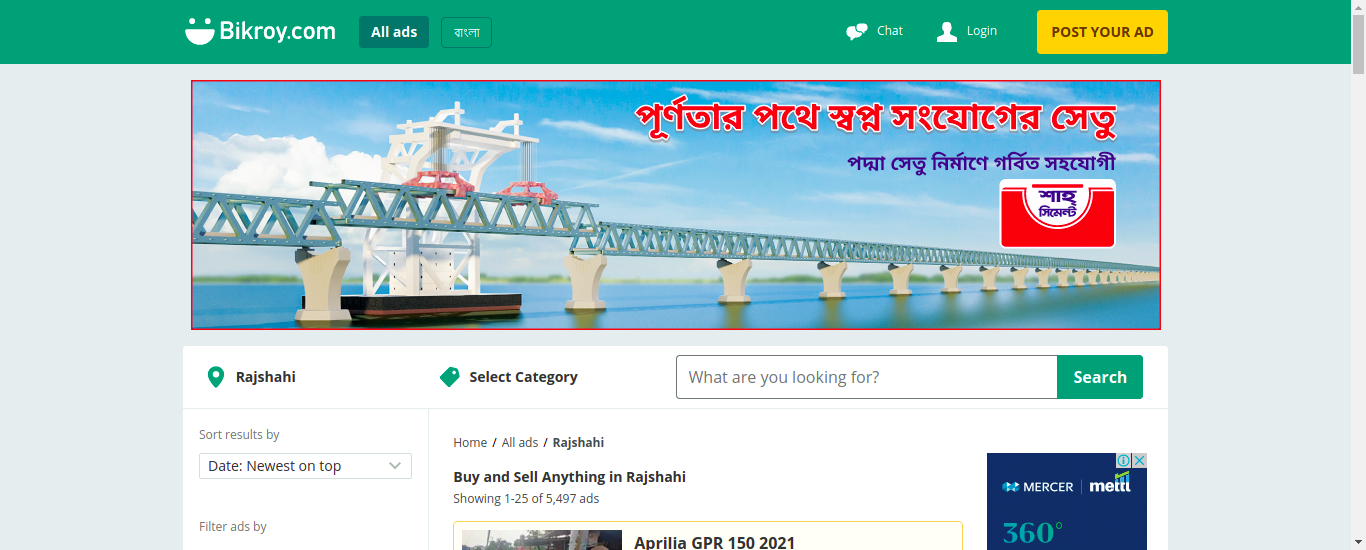 Bikroy.com
All ads
বাংলা
Chat
Login
POST YOUR AD
পূর্ণতার পথে স্বপ্ন সংযোগের সেতু
পদ্মা সেতু নির্মাণে গর্বিত সহযোগী
শাহ্
সিমেন্ট
Rajshahi
Select Category
What are you looking for?
Search
Sort results by
Date: Newest on top
Filter ads by
Home / All ads / Rajshahi
Buy and Sell Anything in Rajshahi
Showing 1-25 of 5,497 ads
Aprilia GPR 150 2021
MERCER mettl
360°